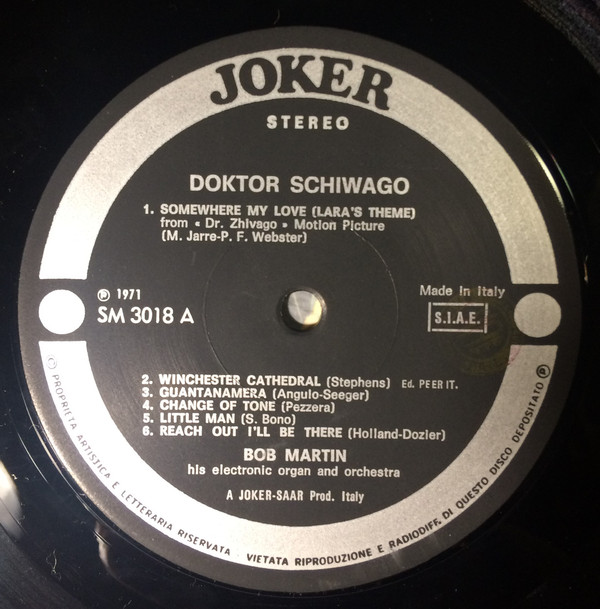 JOKER
STEREO
DOKTOR SCHIWAGO
1. SOMEWHERE MY LOVE (LARA'S THEME)
from « Dr. Zhivago » Motion Picture
(M. Jarre-P. F. Webster)
℗ 1971
SM 3018 A
Made in Italy
S.I.A.E.
2. WINCHESTER CATHEDRAL (Stephens) Ed. PEER IT.
3. GUANTANAMERA (Angulo-Seeger)
4. CHANGE OF TONE (Pezzera)
5. LITTLE MAN (S. Bono)
6. REACH OUT I'LL BE THERE (Holland-Dozier)
BOB MARTIN
his electronic organ and orchestra
A JOKER-SAAR Prod. Italy
© PROPRIETA ARTISTICA E LETTERARIA RISERVATA - VIETATA RIPRODUZIONE E RADIODIFF. DI QUESTO DISCO DEPOSITATO ℗